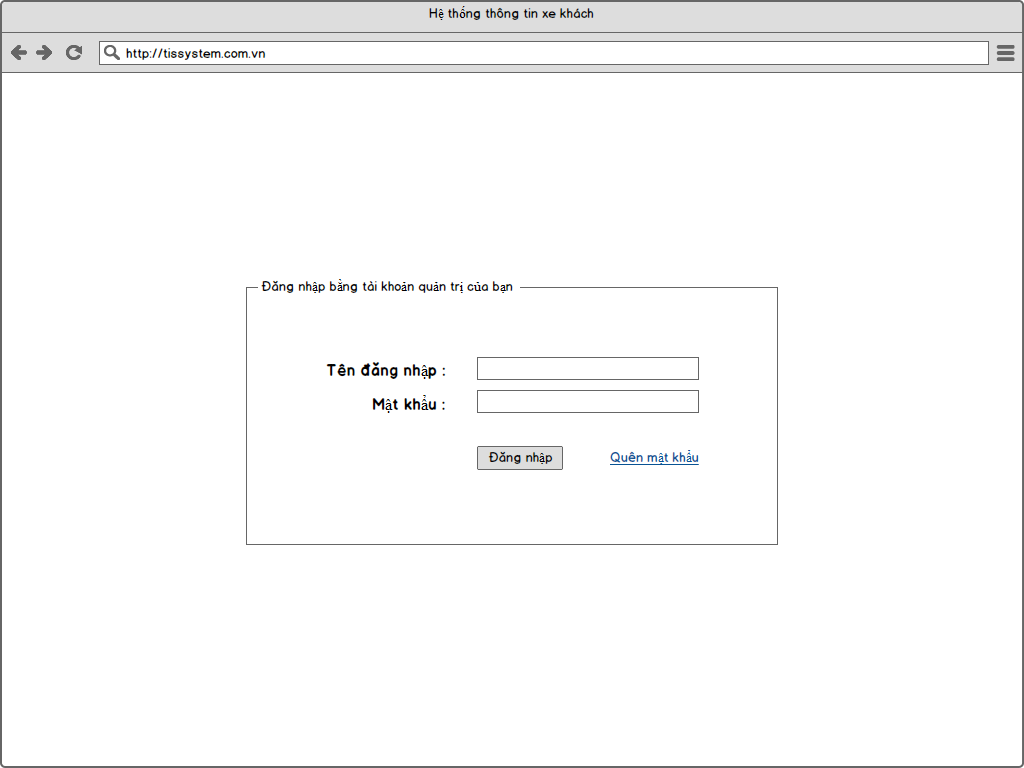 Hệ thống thông tin xe khách
http://tissystem.com.vn
Đăng nhập bằng tài khoản quản trị của bạn
Tên đăng nhập :
Mật khẩu :
Đăng nhập
Quên mật khẩu